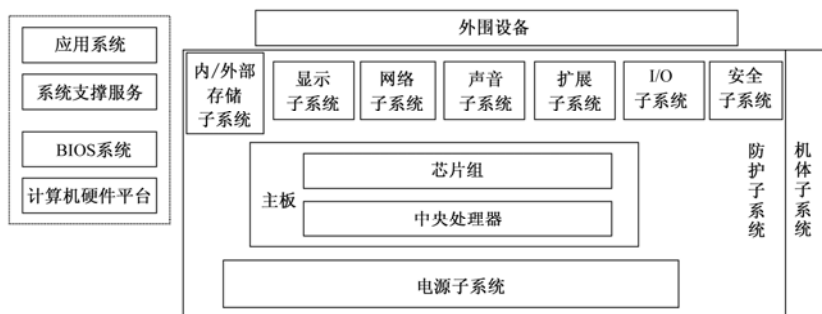 应用系统
系统支撑服务
BIOS系统
计算机硬件平台
外围设备
内/外部
存储
子系统
显示
子系统
网络
子系统
声音
子系统
扩展
子系统
I/O
子系统
安全
子系统
主板
芯片组
中央处理器
防护子系统
机体子系统
电源子系统